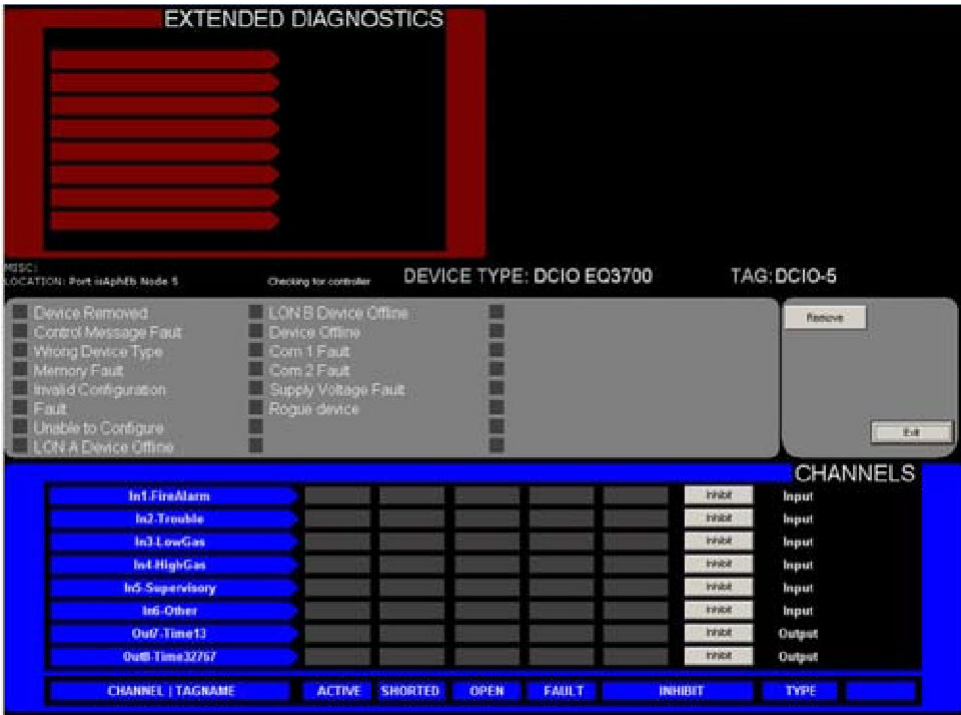 EXTENDED DIAGNOSTICS
MISC:
LOCATION: Port isAphEb Node 5 Checking for controller DEVICE TYPE: DCIO EQ3700 TAG: DCIO-5
Device Removed LON B Device Offline
Control Message Fault Device Offline
Wrong Device Type Com 1 Fault
Memory Fault Com 2 Fault
Invalid Configuration Supply Voltage Fault
Fault Rogue device
Unable to Configure
LON A Device Offline
Remove
Exit
CHANNELS
In1-FireAlarm Inhibit Input
In2-Trouble Inhibit Input
In3-LowGas Inhibit Input
In4-HighGas Inhibit Input
In5-Supervisory Inhibit Input
In6-Other Inhibit Input
Out7-Time13 Inhibit Output
Out8-Time32767 Inhibit Output
CHANNEL | TAGNAME ACTIVE SHORTED OPEN FAULT INHIBIT TYPE